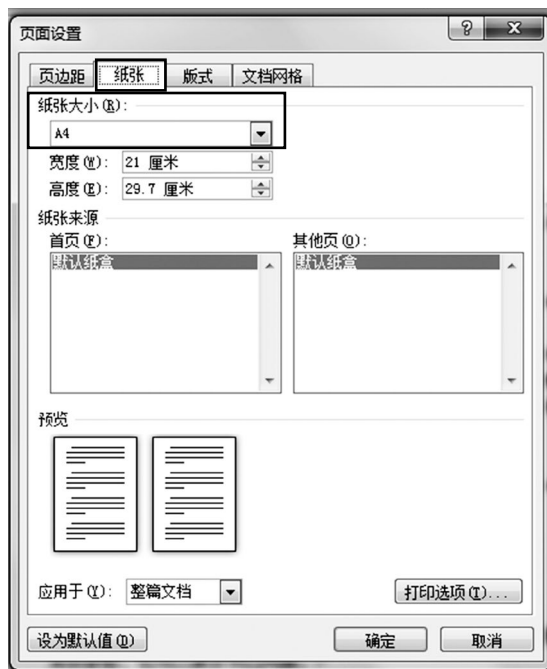 页面设置
页边距 纸张 版式 文档网格
纸张大小(R):
A4
宽度(W): 21 厘米
高度(E): 29.7 厘米
纸张来源
首页(F): 其他页(O):
默认纸盒 默认纸盒
预览
应用于(Y): 整篇文档 打印选项(T)...
设为默认值(D) 确定 取消